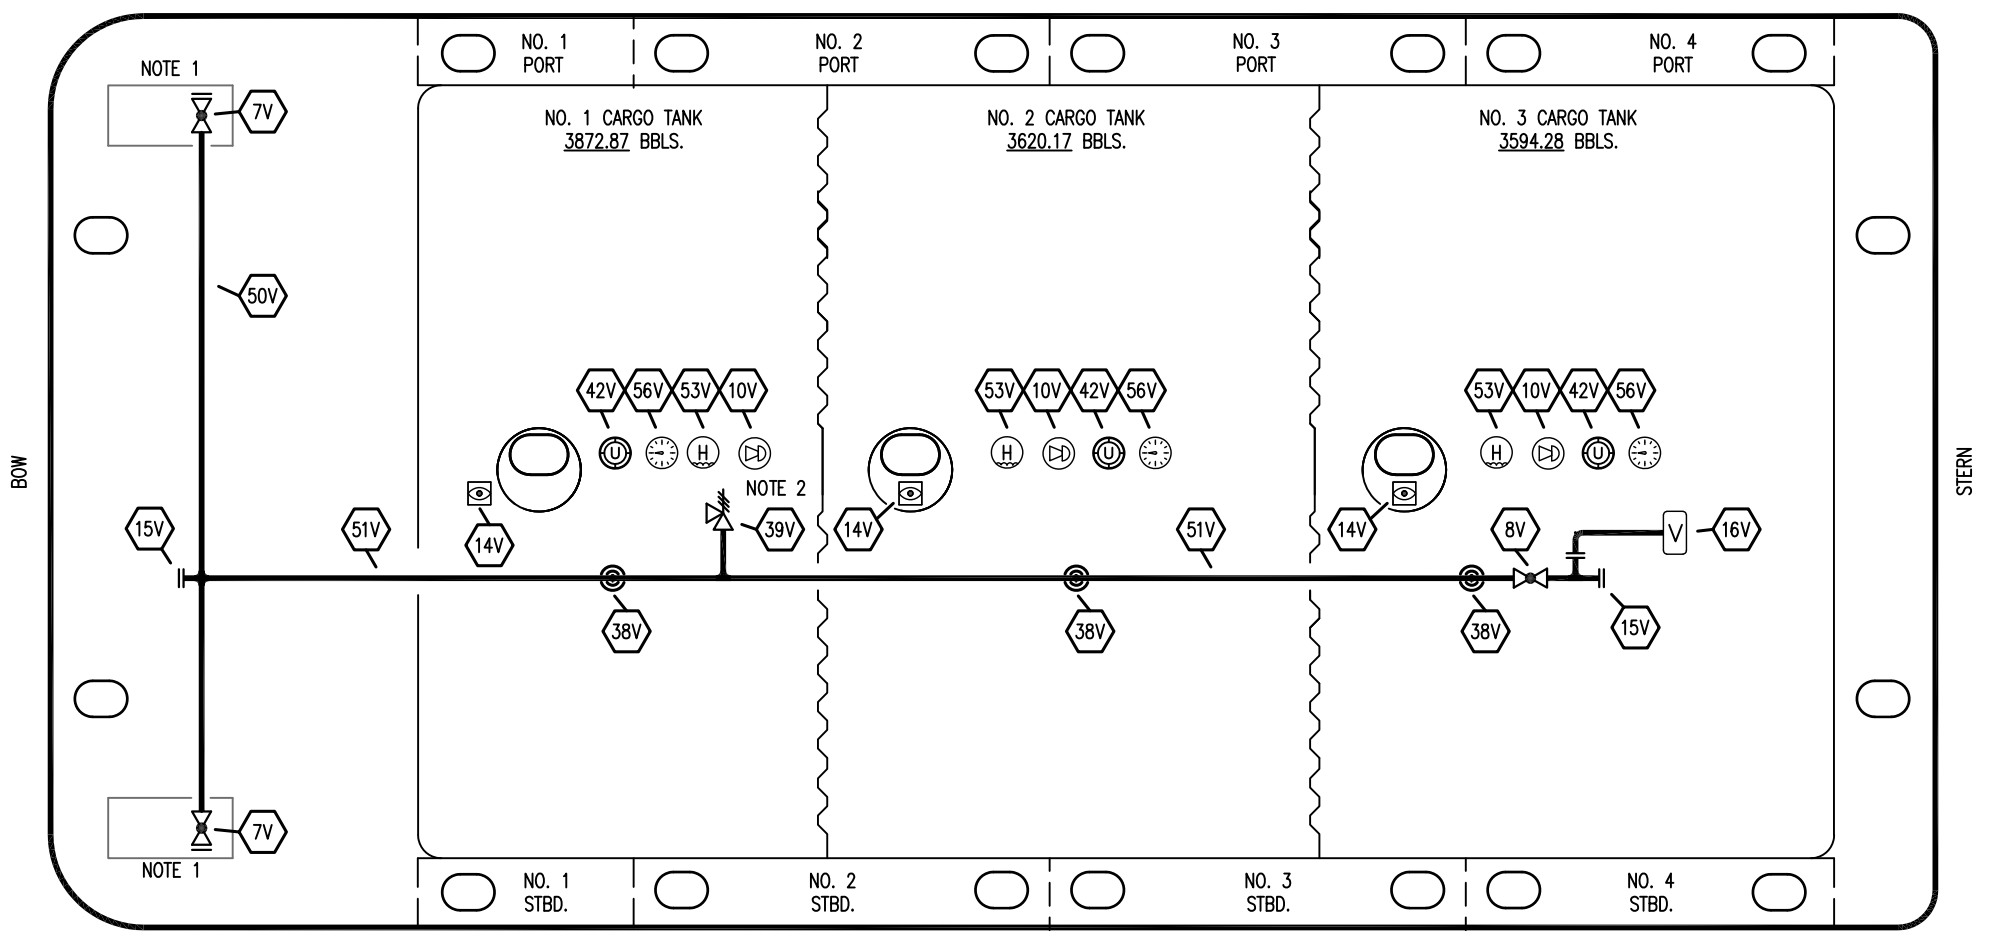 NO. 1
PORT
NO. 2
PORT
NO. 3
PORT
NO. 4
PORT
NOTE 1
7V
NO. 1 CARGO TANK
3872.87 BBLS.
NO. 2 CARGO TANK
3620.17 BBLS.
NO. 3 CARGO TANK
3594.28 BBLS.
50V
42V 56V 53V 10V
53V 10V 42V 56V
53V 10V 42V 56V
U H
H U
H U
BOW
STERN
NOTE 2
15V
51V
14V
39V
14V
51V
14V
8V
V
16V
38V
38V
38V
15V
7V
NOTE 1
NO. 1
STBD.
NO. 2
STBD.
NO. 3
STBD.
NO. 4
STBD.